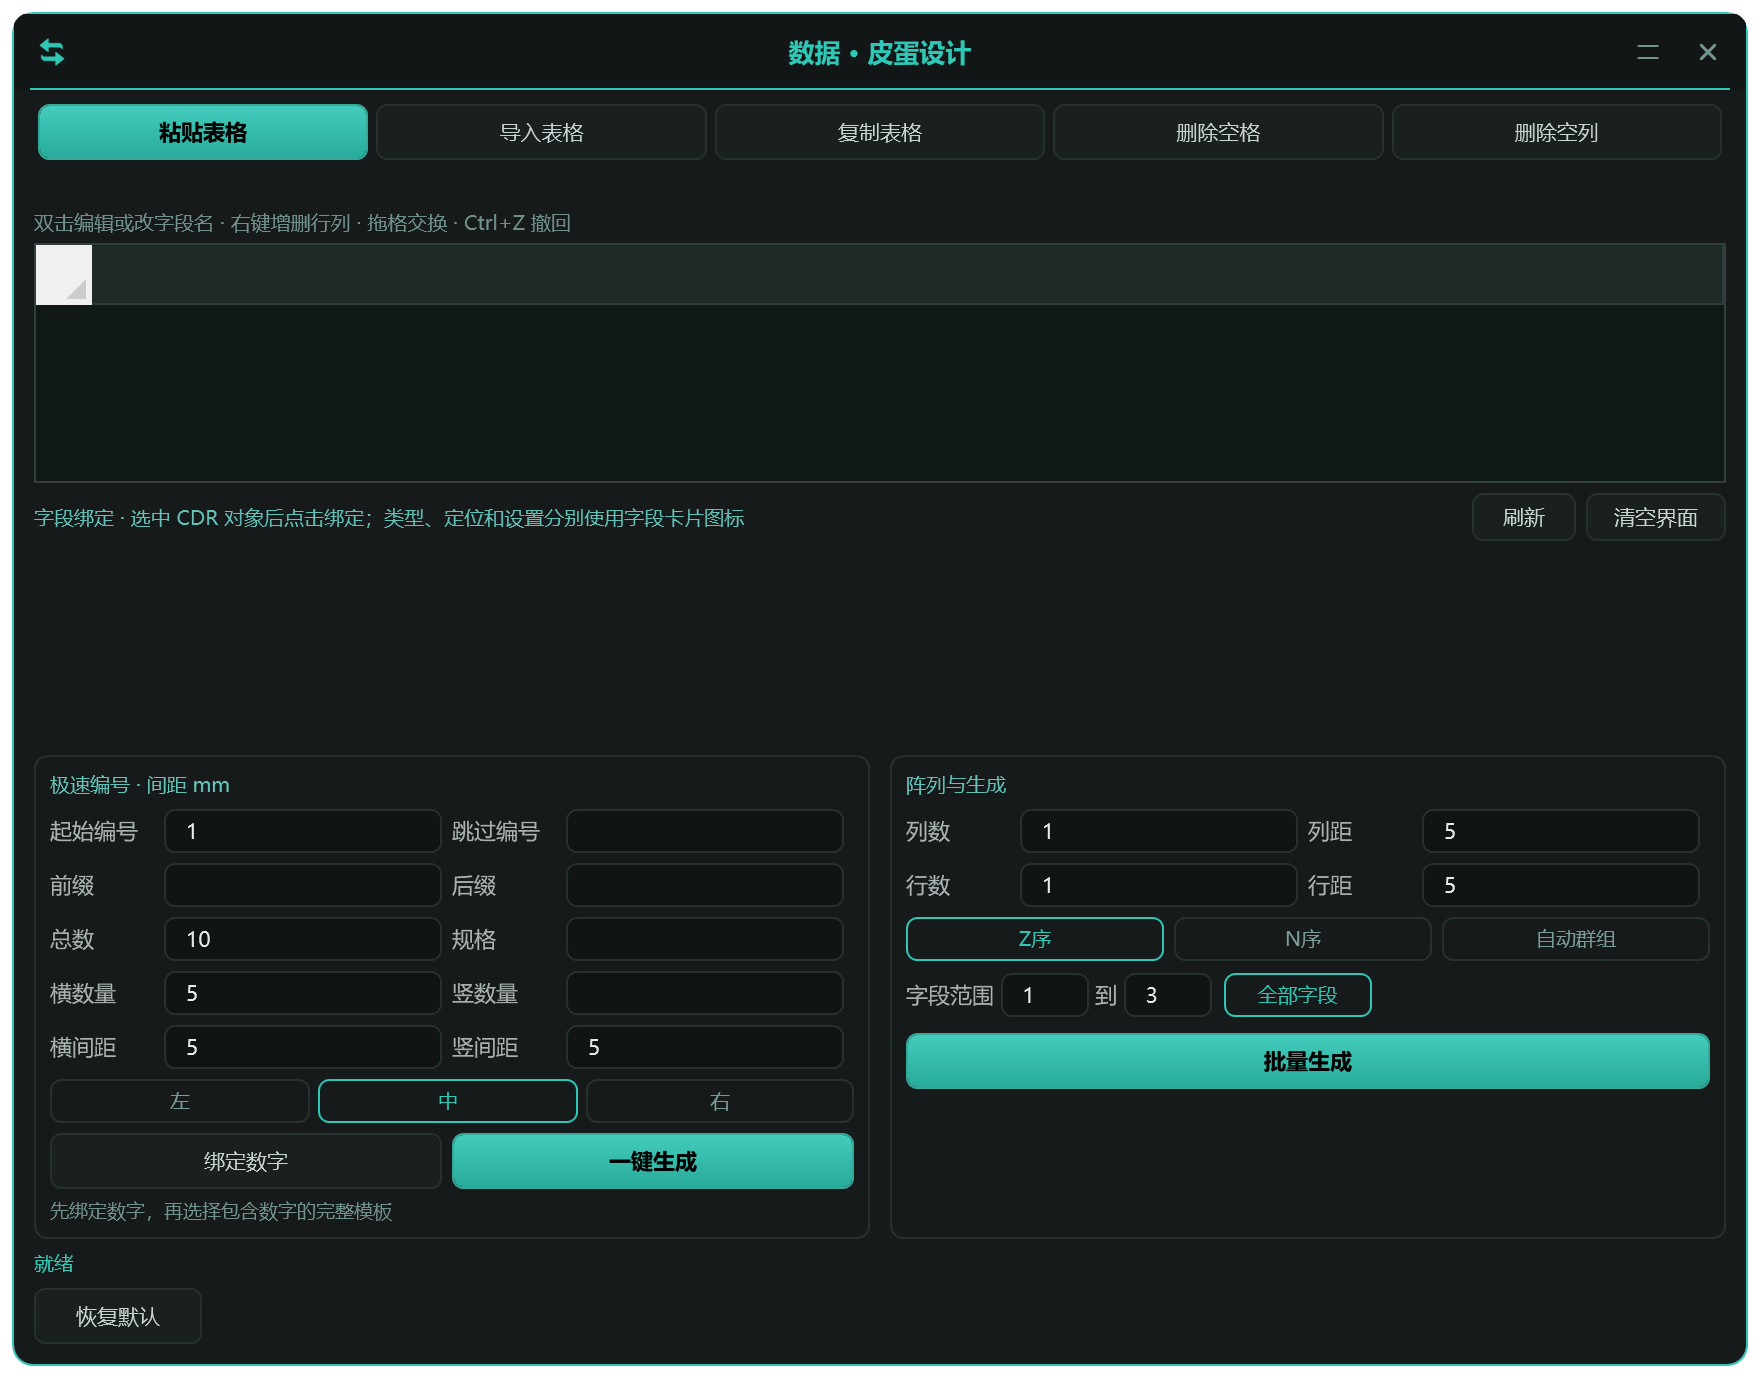 数据·皮蛋设计
粘贴表格 导入表格 复制表格 删除空格 删除空列
双击编辑或改字段名 · 右键增删行列 · 拖格交换 · Ctrl+Z 撤回
字段绑定 · 选中 CDR 对象后点击绑定；类型、定位和设置分别使用字段卡片图标 刷新 清空界面
极速编号 · 间距 mm
起始编号 1 跳过编号
前缀 后缀
总数 10 规格
横数量 5 竖数量
横间距 5 竖间距 5
左 中 右
绑定数字 一键生成
先绑定数字，再选择包含数字的完整模板
阵列与生成
列数 1 列距 5
行数 1 行距 5
Z序 N序 自动群组
字段范围 1 到 3 全部字段
批量生成
就绪
恢复默认